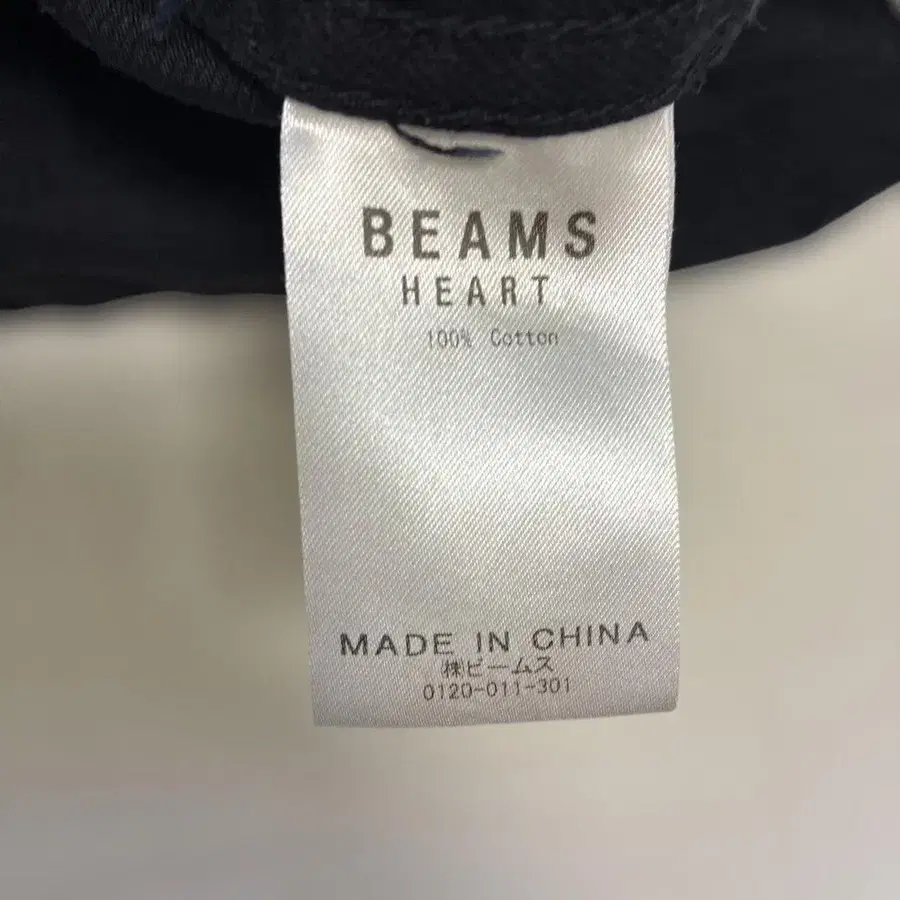 BEAMS
HEART
100% Cotton
MADE IN CHINA
㈱ビームス
0120-011-301